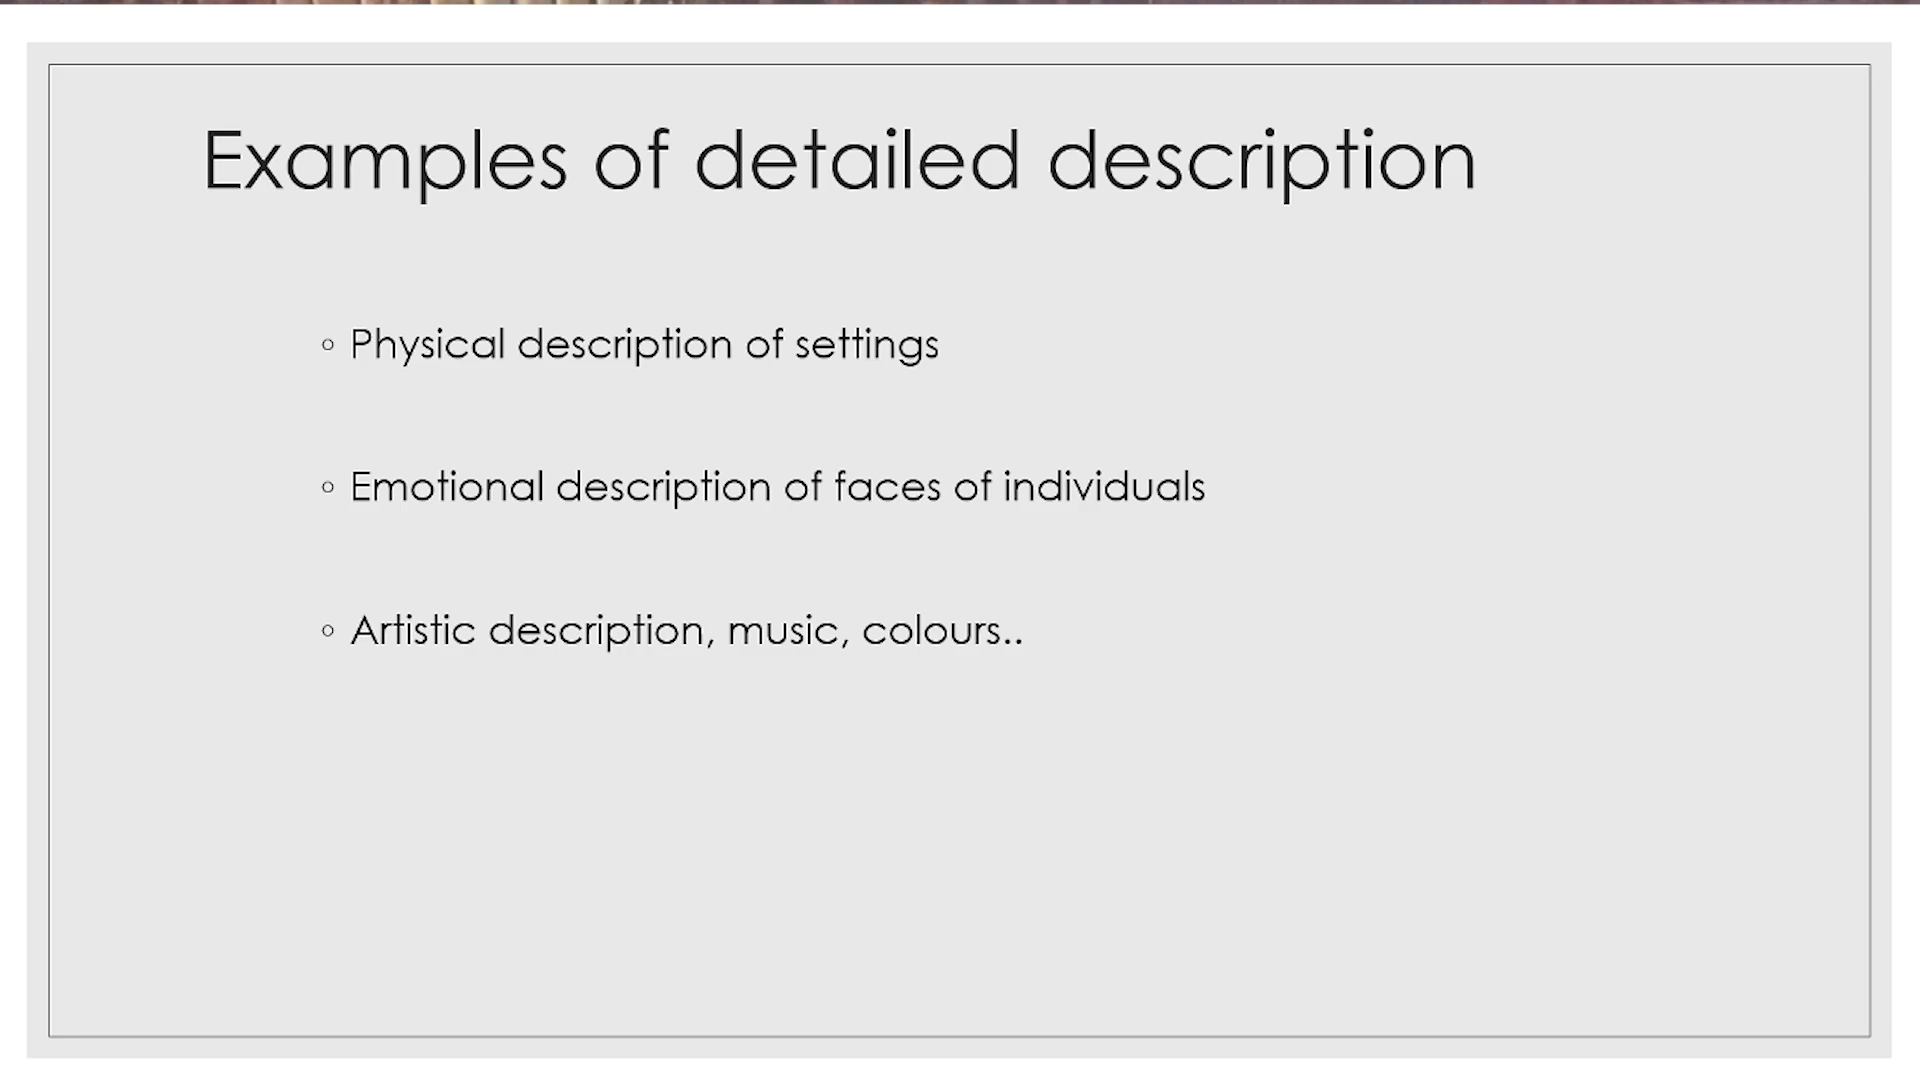 Examples of detailed description
◦ Physical description of settings
◦ Emotional description of faces of individuals
◦ Artistic description, music, colours..